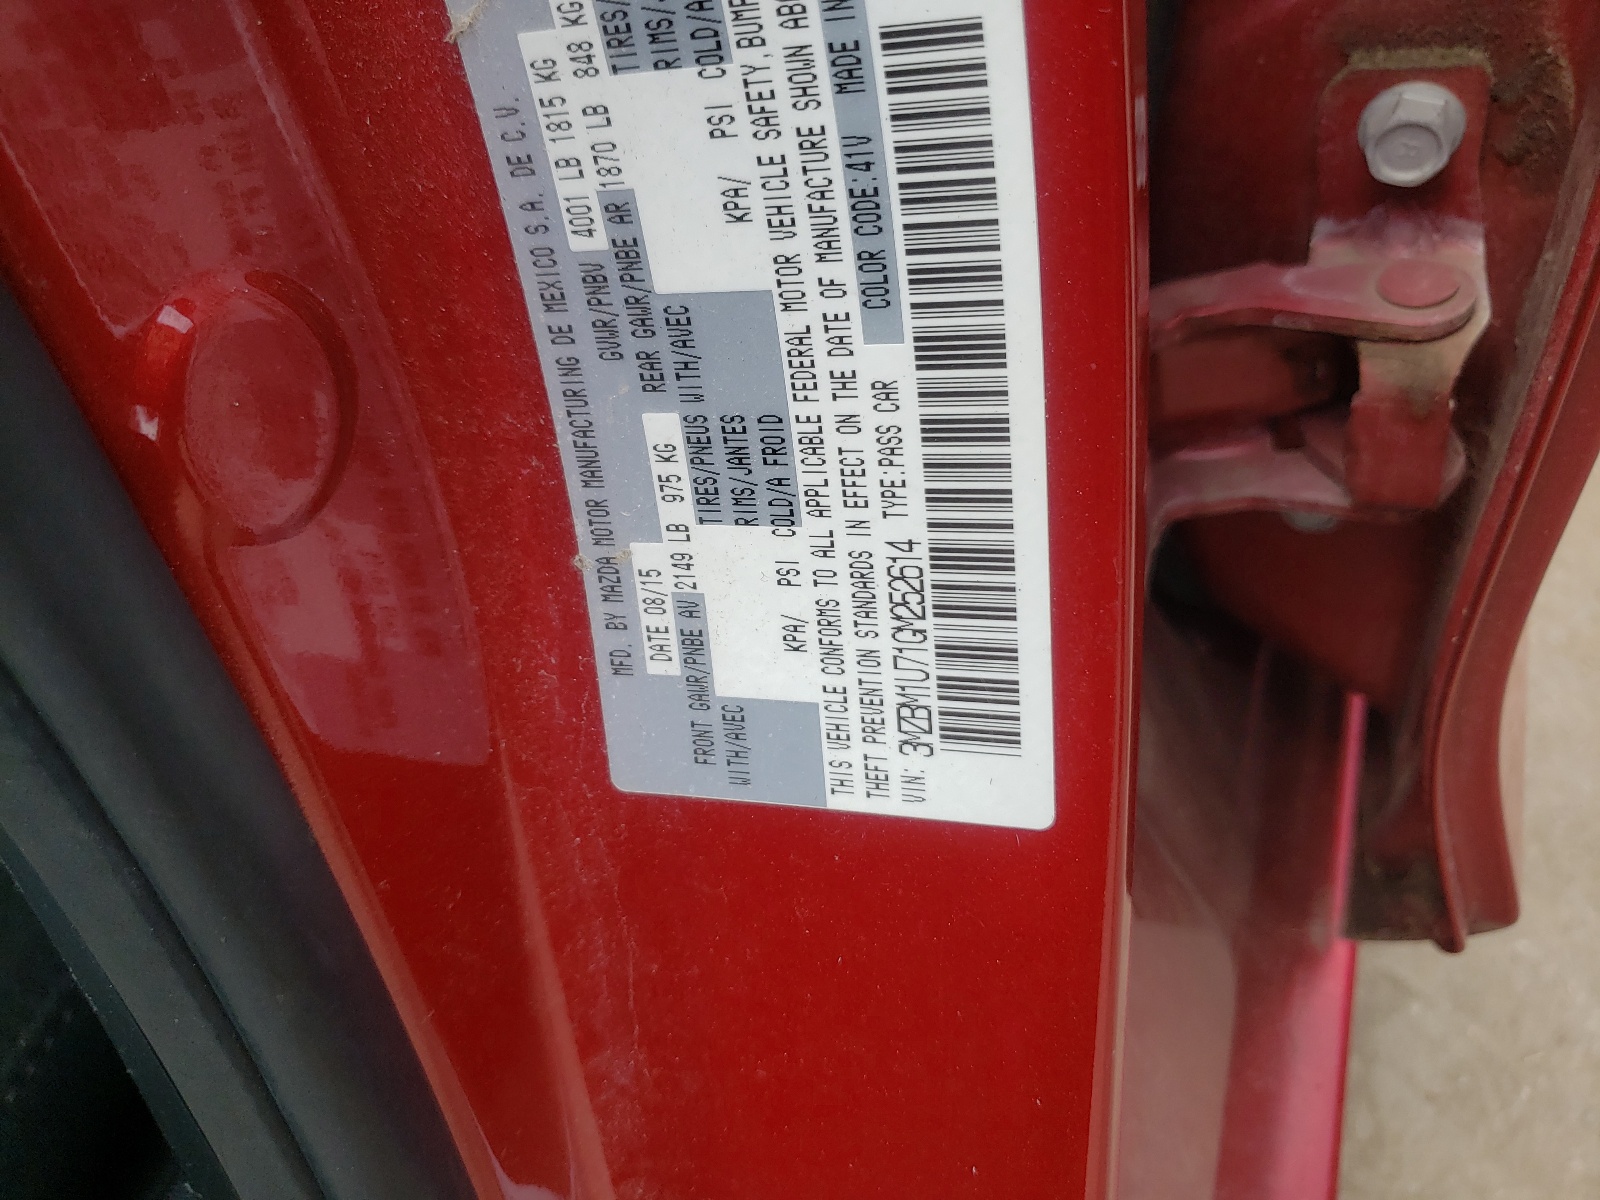 MFD. BY MAZDA MOTOR MANUFACTURING DE MEXICO S.A. DE C.V.
DATE 08/15 GVWR/PNBV 4001 LB 1815 KG
FRONT GAWR/PNBE AV 2149 LB 975 KG REAR GAWR/PNBE AR 1870 LB 848 KG
WITH/AVEC TIRES/PNEUS WITH/AVEC TIRES/
RIMS/JANTES RIMS/
KPA/ PSI COLD/A FROID KPA/ PSI COLD/A
THIS VEHICLE CONFORMS TO ALL APPLICABLE FEDERAL MOTOR VEHICLE SAFETY, BUMP
THEFT PREVENTION STANDARDS IN EFFECT ON THE DATE OF MANUFACTURE SHOWN AB
VIN: 3MZBM1U71GM252614 TYPE:PASS CAR COLOR CODE:41V MADE IN